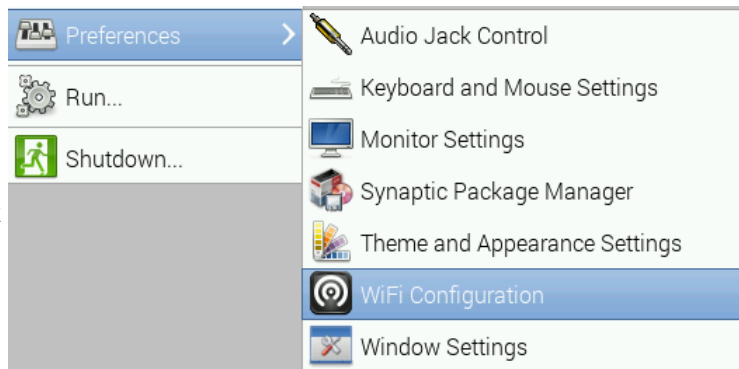 Preferences
Run...
Shutdown...
Audio Jack Control
Keyboard and Mouse Settings
Monitor Settings
Synaptic Package Manager
Theme and Appearance Settings
WiFi Configuration
Window Settings